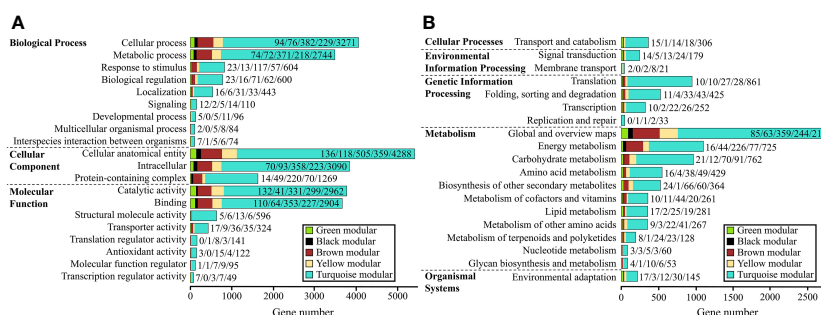 A
Biological Process
Cellular process 94/76/382/229/3271
Metabolic process 74/72/371/218/2744
Response to stimulus 23/13/117/57/604
Biological regulation 23/16/71/62/600
Localization 16/6/31/33/443
Signaling 12/2/5/14/110
Developmental process 5/0/5/11/96
Multicellular organismal process 2/0/5/8/84
Interspecies interaction between organisms 7/1/5/6/74
Cellular Component
Cellular anatomical entity 136/118/505/359/4288
Intracellular 70/93/358/223/3094
Protein-containing complex 14/49/220/70/1269
Molecular Function
Catalytic activity 132/41/331/299/2962
Binding 110/64/353/227/2904
Structural molecule activity 5/6/13/6/596
Transporter activity 17/9/36/35/324
Translation regulator activity 0/1/8/3/141
Antioxidant activity 3/0/15/4/122
Molecular function regulator 1/1/7/9/95
Transcription regulator activity 7/0/3/7/49
Green modular
Black modular
Brown modular
Yellow modular
Turquoise modular
0 1000 2000 3000 4000 5000
Gene number
B
Cellular Processes
Transport and catabolism 15/1/14/18/306
Environmental Information Processing
Signal transduction 14/5/13/24/179
Membrane transport 2/0/2/8/21
Genetic Information Processing
Translation 10/10/27/28/861
Folding, sorting and degradation 11/4/33/43/425
Transcription 10/2/22/26/252
Replication and repair 0/1/1/2/33
Metabolism
Global and overview maps 85/63/359/244/21
Energy metabolism 16/44/226/77/725
Carbohydrate metabolism 21/12/70/91/762
Amino acid metabolism 16/4/38/49/429
Biosynthesis of other secondary metabolites 24/1/66/60/364
Metabolism of cofactors and vitamins 10/11/44/20/261
Lipid metabolism 17/2/25/19/281
Metabolism of other amino acids 9/3/22/41/267
Metabolism of terpenoids and polyketides 8/1/24/23/128
Nucleotide metabolism 3/3/5/3/60
Glycan biosynthesis and metabolism 4/1/10/6/53
Organismal Systems
Environmental adaptation 17/3/12/30/145
Green modular
Black modular
Brown modular
Yellow modular
Turquoise modular
0 500 1000 1500 2000 2500
Gene number